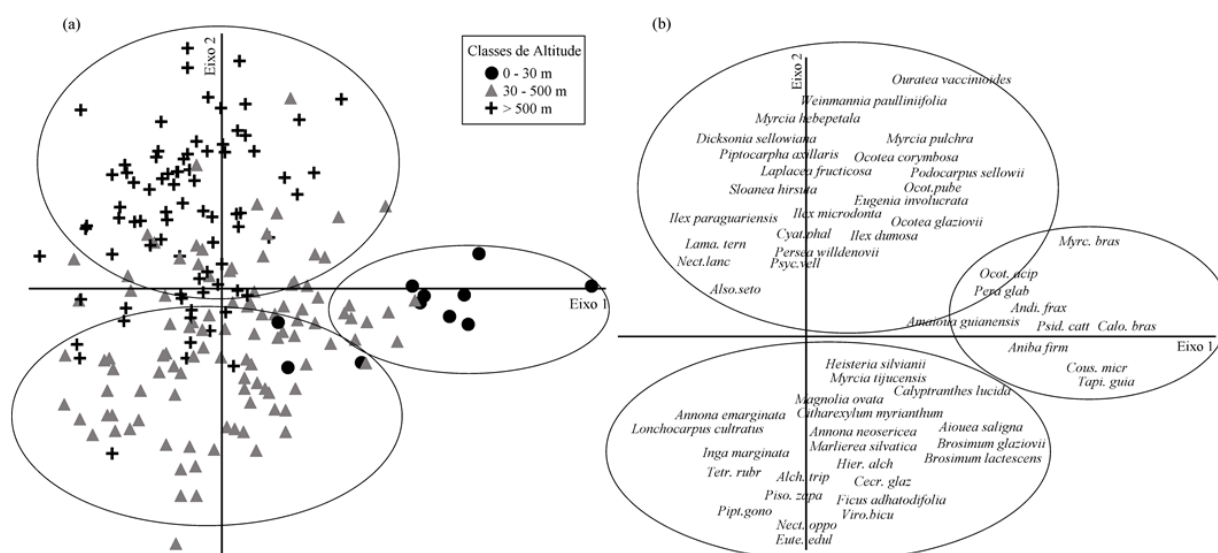 (a)
Eixo 2
Classes de Altitude
0 - 30 m
30 - 500 m
> 500 m
Eixo 1
(b)
Eixo 2
Ouratea vaccinioides
Weinmannia paulliniifolia
Myrcia hebepetala
Dicksonia sellowiana
Myrcia pulchra
Piptocarpha axillaris
Ocotea corymbosa
Laplacea fructicosa
Podocarpus sellowii
Sloanea hirsuta
Ocot.pube
Eugenia involucrata
Ilex paraguariensis
Ilex microdonta
Ocotea glaziovii
Cyat.phal
Ilex dumosa
Lama. tern
Persea willdenovii
Nect.lanc
Psyc.vell
Also.seto
Myrc. bras
Ocot. acip
Pera glab
Andi. frax
Amaioua guianensis
Psid. catt
Calo. bras
Eixo 1
Aniba firm
Cous. micr
Tapi. guia
Heisteria silvianii
Myrcia tijucensis
Calyptranthes lucida
Magnolia ovata
Annona emarginata
Citharexylum myrianthum
Lonchocarpus cultratus
Annona neosericea
Aiouea saligna
Marlierea silvatica
Brosimum glaziovii
Inga marginata
Brosimum lactescens
Hier. alch
Tetr. rubr
Alch. trip
Cecr. glaz
Piso. zapa
Ficus adhatodifolia
Pipt.gono
Viro.bicu
Nect. oppo
Eute. edul